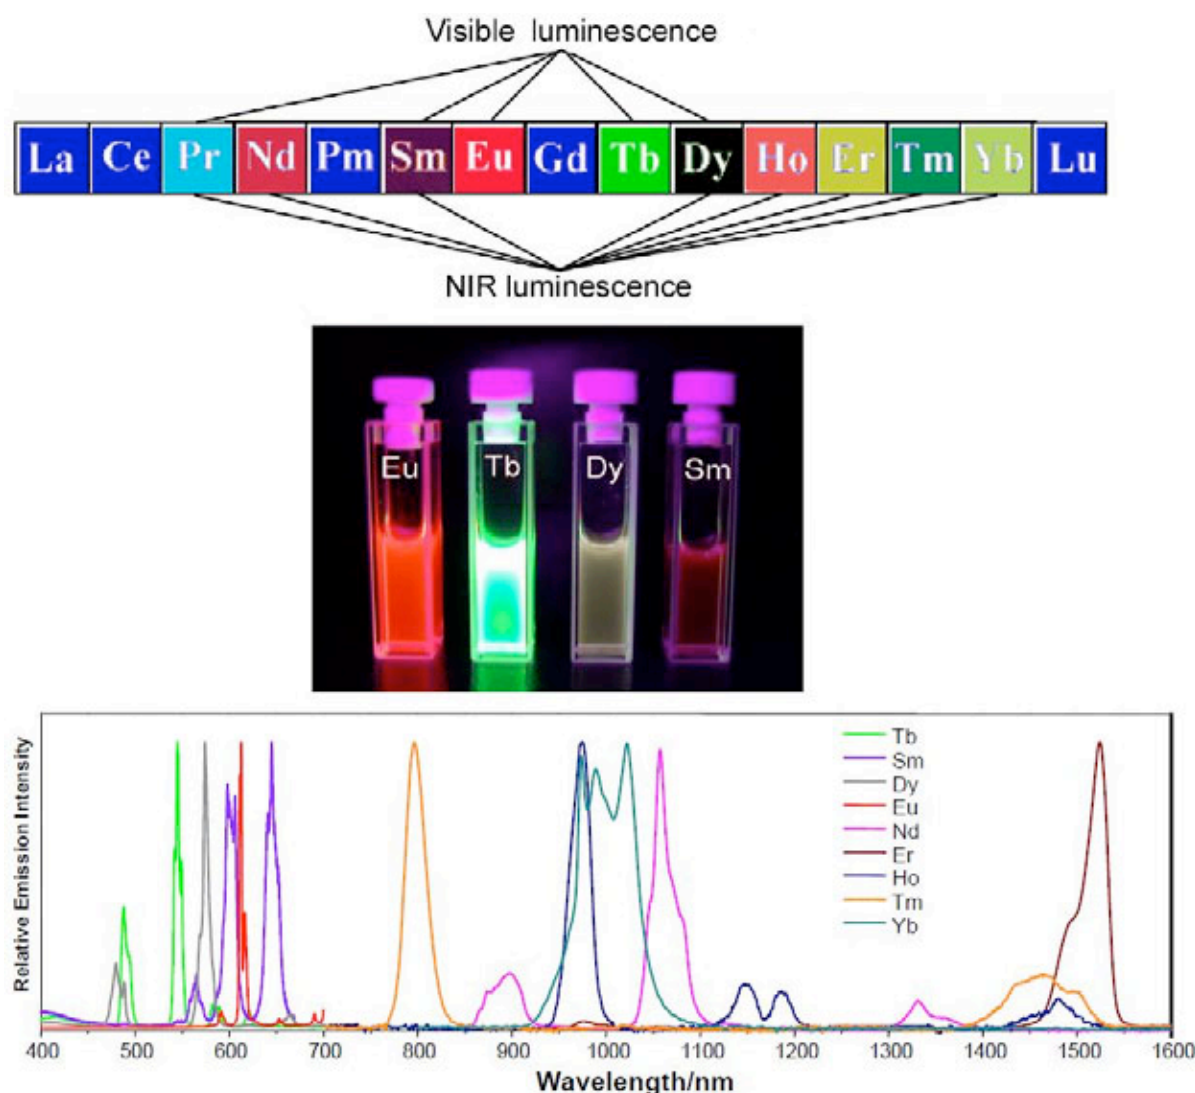 Visible luminescence
La Ce Pr Nd Pm Sm Eu Gd Tb Dy Ho Er Tm Yb Lu
NIR luminescence
Eu Tb Dy Sm
Relative Emission Intensity
Tb
Sm
Dy
Eu
Nd
Er
Ho
Tm
Yb
400 500 600 700 800 900 1000 1100 1200 1300 1400 1500 1600
Wavelength/nm